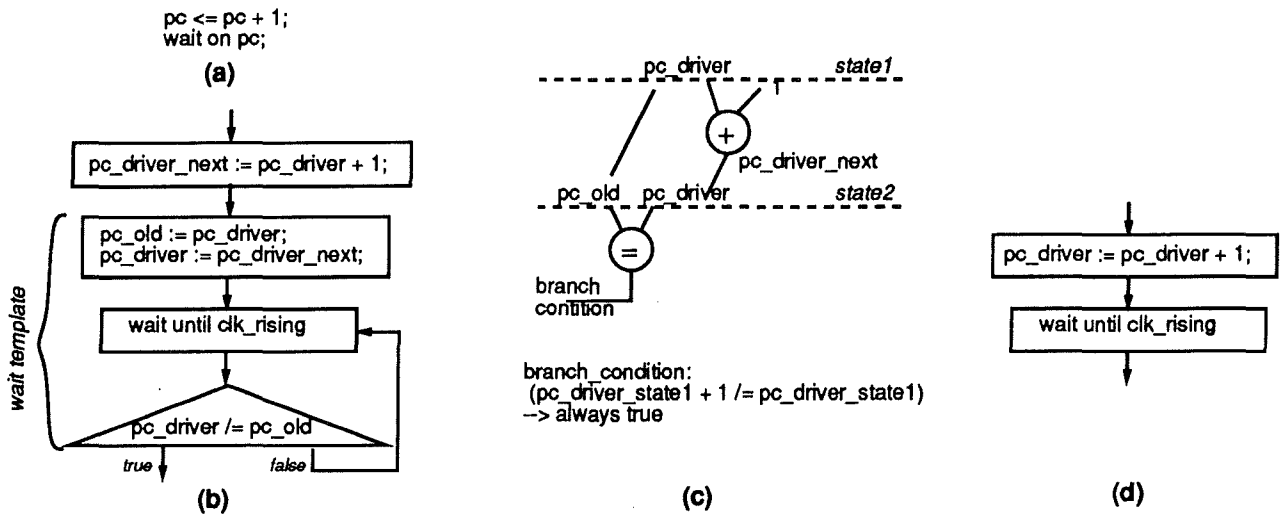 pc <= pc + 1;
wait on pc;
(a)
pc_driver_next := pc_driver + 1;
wait template
pc_old := pc_driver;
pc_driver := pc_driver_next;
wait until clk_rising
pc_driver /= pc_old
true
false
(b)
pc_driver
state1
1
+
pc_driver_next
pc_old
pc_driver
state2
=
branch
contition
branch_condition:
(pc_driver_state1 + 1 /= pc_driver_state1)
--> always true
(c)
pc_driver := pc_driver + 1;
wait until clk_rising
(d)